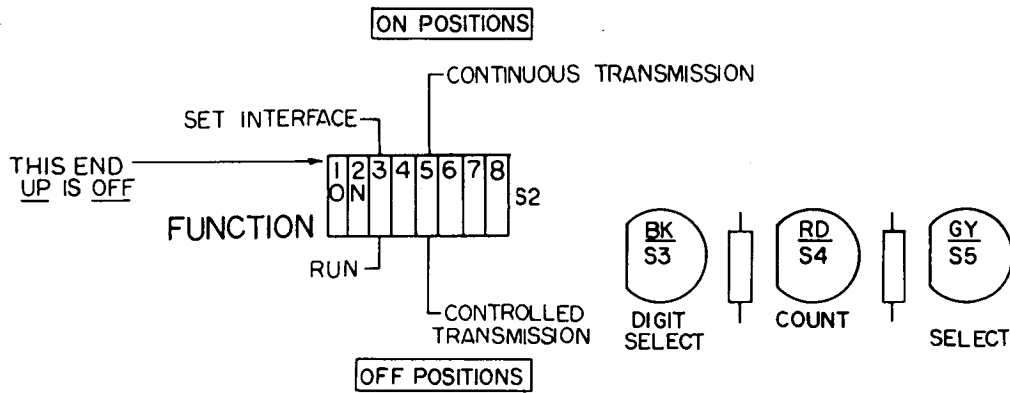 ON POSITIONS
CONTINUOUS TRANSMISSION
SET INTERFACE
THIS END
UP IS OFF
1 2 3 4 5 6 7 8
O N
S2
FUNCTION
RUN
CONTROLLED
TRANSMISSION
OFF POSITIONS
BK
S3
DIGIT
SELECT
RD
S4
COUNT
GY
S5
SELECT